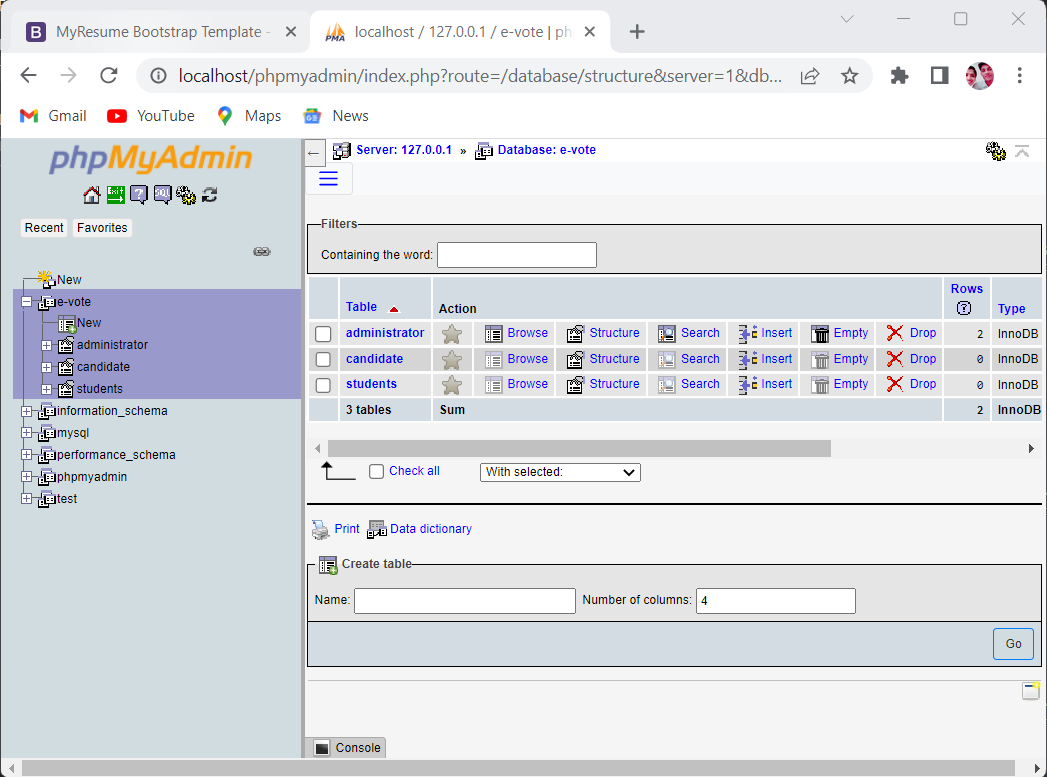 MyResume Bootstrap Template -
localhost / 127.0.0.1 / e-vote | ph
localhost/phpmyadmin/index.php?route=/database/structure&server=1&db...
Gmail YouTube Maps News
phpMyAdmin
Recent Favorites
New
e-vote
New
administrator
candidate
students
information_schema
mysql
performance_schema
phpmyadmin
test
Server: 127.0.0.1 » Database: e-vote
Filters
Containing the word:
Table Action Rows Type
administrator Browse Structure Search Insert Empty Drop 2 InnoDB
candidate Browse Structure Search Insert Empty Drop 0 InnoDB
students Browse Structure Search Insert Empty Drop 0 InnoDB
3 tables Sum 2 InnoDB
Check all With selected:
Print Data dictionary
Create table
Name: Number of columns: 4
Go
Console